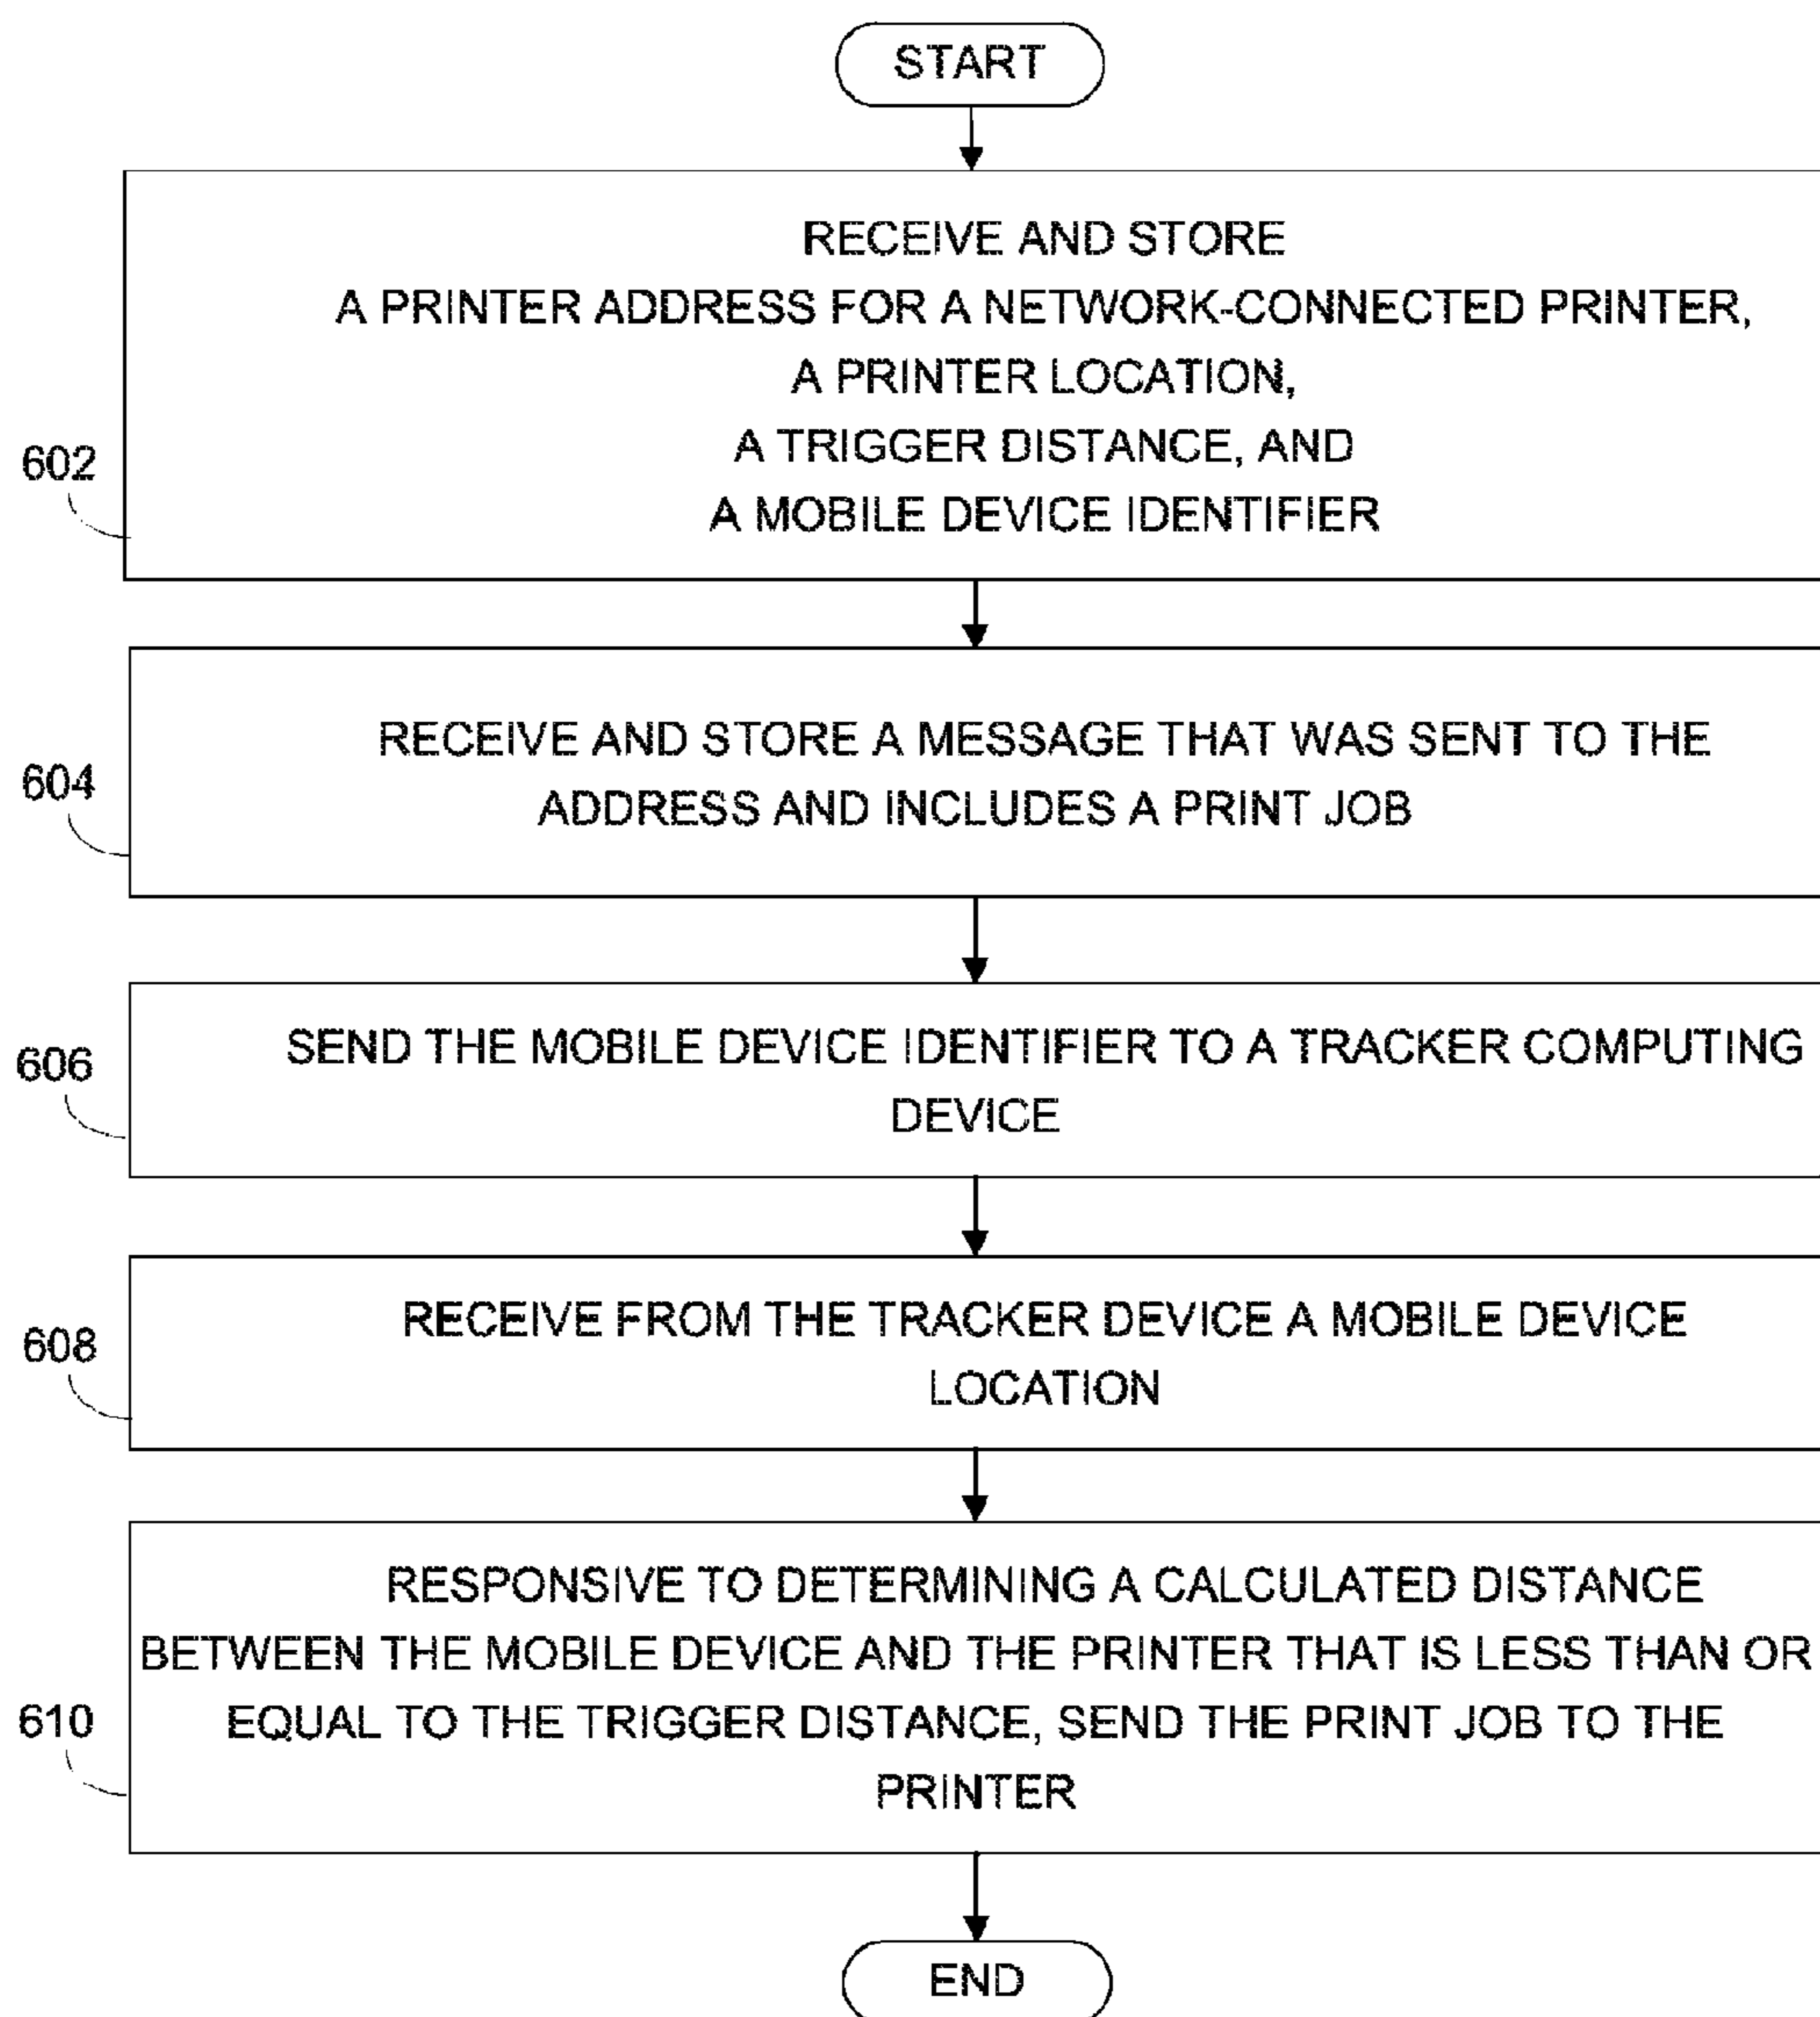 START
RECEIVE AND STORE
A PRINTER ADDRESS FOR A NETWORK-CONNECTED PRINTER,
A PRINTER LOCATION,
A TRIGGER DISTANCE, AND
A MOBILE DEVICE IDENTIFIER
602
RECEIVE AND STORE A MESSAGE THAT WAS SENT TO THE
ADDRESS AND INCLUDES A PRINT JOB
604
SEND THE MOBILE DEVICE IDENTIFIER TO A TRACKER COMPUTING
DEVICE
606
RECEIVE FROM THE TRACKER DEVICE A MOBILE DEVICE
LOCATION
608
RESPONSIVE TO DETERMINING A CALCULATED DISTANCE
BETWEEN THE MOBILE DEVICE AND THE PRINTER THAT IS LESS THAN OR
EQUAL TO THE TRIGGER DISTANCE, SEND THE PRINT JOB TO THE
PRINTER
610
END